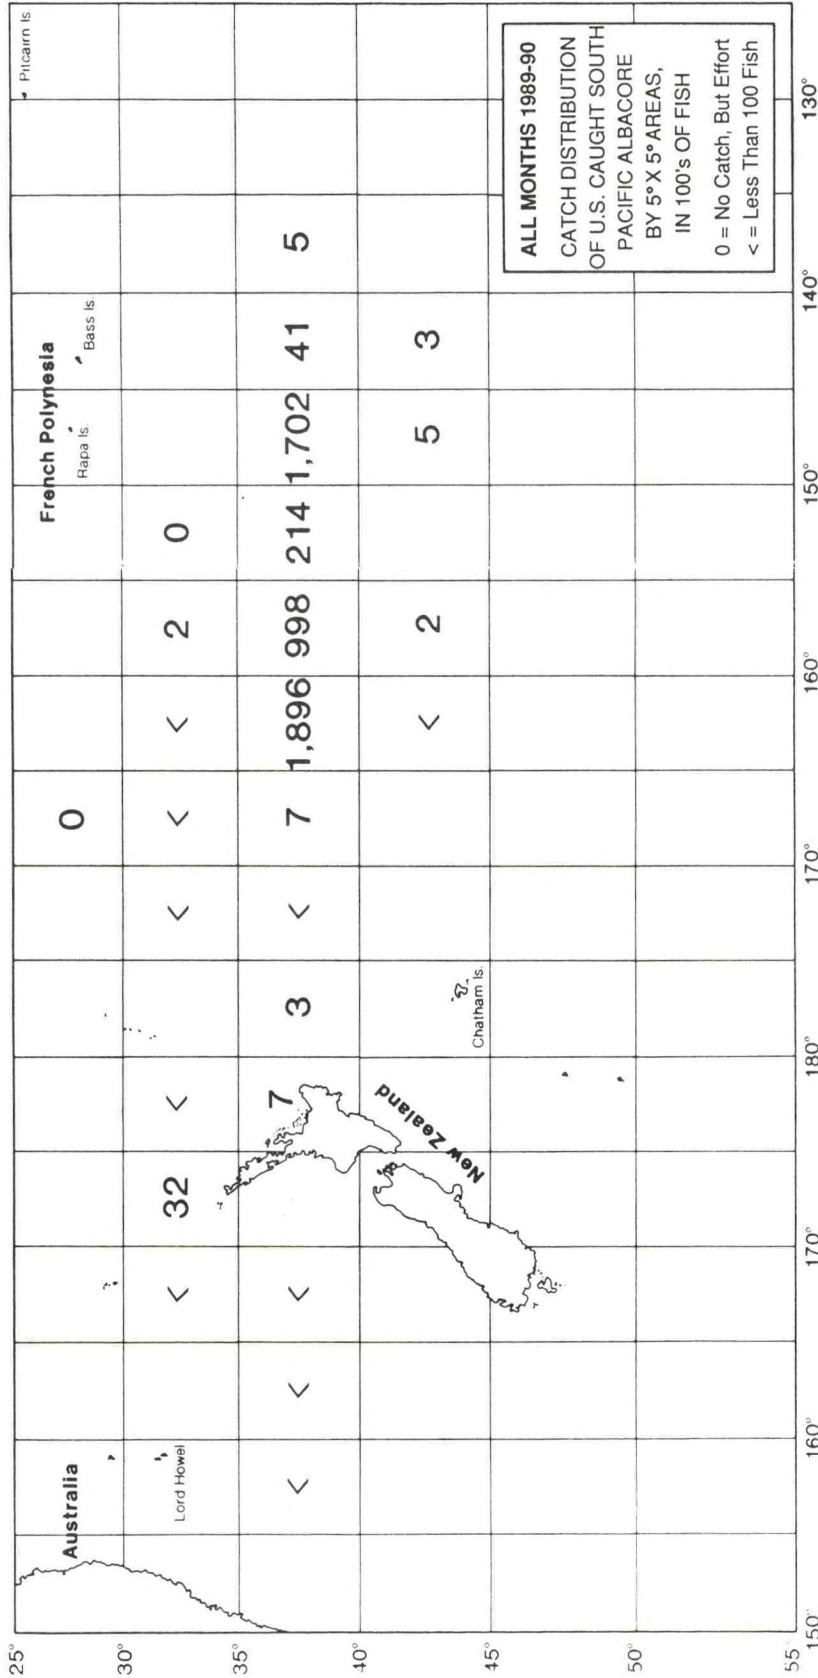 Pitcairn Is
French Polynesia
Bass Is.
Rapa Is
Australia
Lord Howel
New Zealand
Chatham Is.
0
< 32 < < < < 2 0
< < < 7 3 < 7 1,896 998 214 1,702 41 5
< 2 5 3
25°
30°
35°
40°
45°
50°
55°
150°
160°
170°
180°
170°
160°
150°
140°
130°
ALL MONTHS 1989-90
CATCH DISTRIBUTION
OF U.S. CAUGHT SOUTH
PACIFIC ALBACORE
BY 5° X 5° AREAS,
IN 100's OF FISH
0 = No Catch, But Effort
< = Less Than 100 Fish